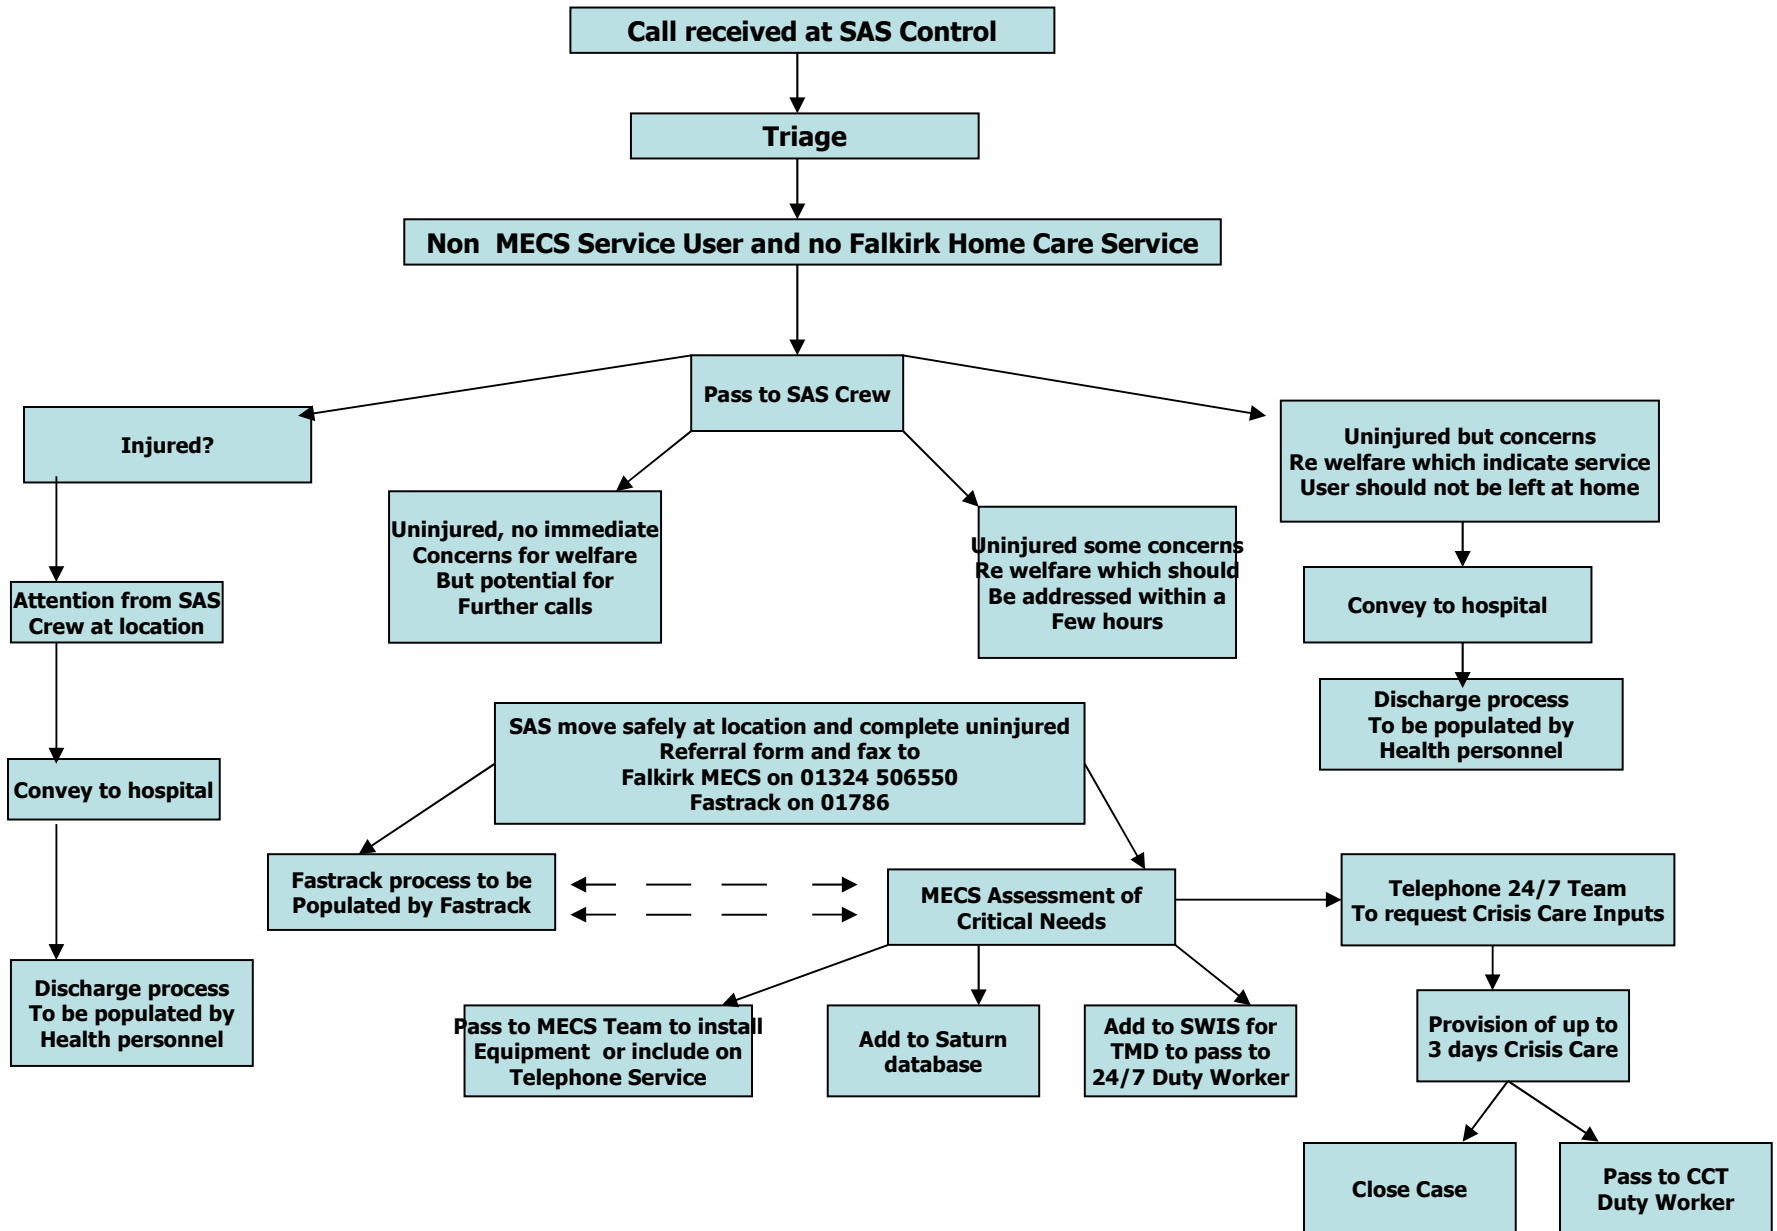 Call received at SAS Control
Triage
Non MECS Service User and no Falkirk Home Care Service
Pass to SAS Crew
Injured?
Uninjured but concerns
Re welfare which indicate service
User should not be left at home
Uninjured, no immediate
Concerns for welfare
But potential for
Further calls
Uninjured some concerns
Re welfare which should
Be addressed within a
Few hours
Attention from SAS
Crew at location
Convey to hospital
Discharge process
To be populated by
Health personnel
SAS move safely at location and complete uninjured
Referral form and fax to
Falkirk MECS on 01324 506550
Fastrack on 01786
Convey to hospital
Fastrack process to be
Populated by Fastrack
MECS Assessment of
Critical Needs
Telephone 24/7 Team
To request Crisis Care Inputs
Discharge process
To be populated by
Health personnel
Pass to MECS Team to install
Equipment or include on
Telephone Service
Add to Saturn
database
Add to SWIS for
TMD to pass to
24/7 Duty Worker
Provision of up to
3 days Crisis Care
Close Case
Pass to CCT
Duty Worker